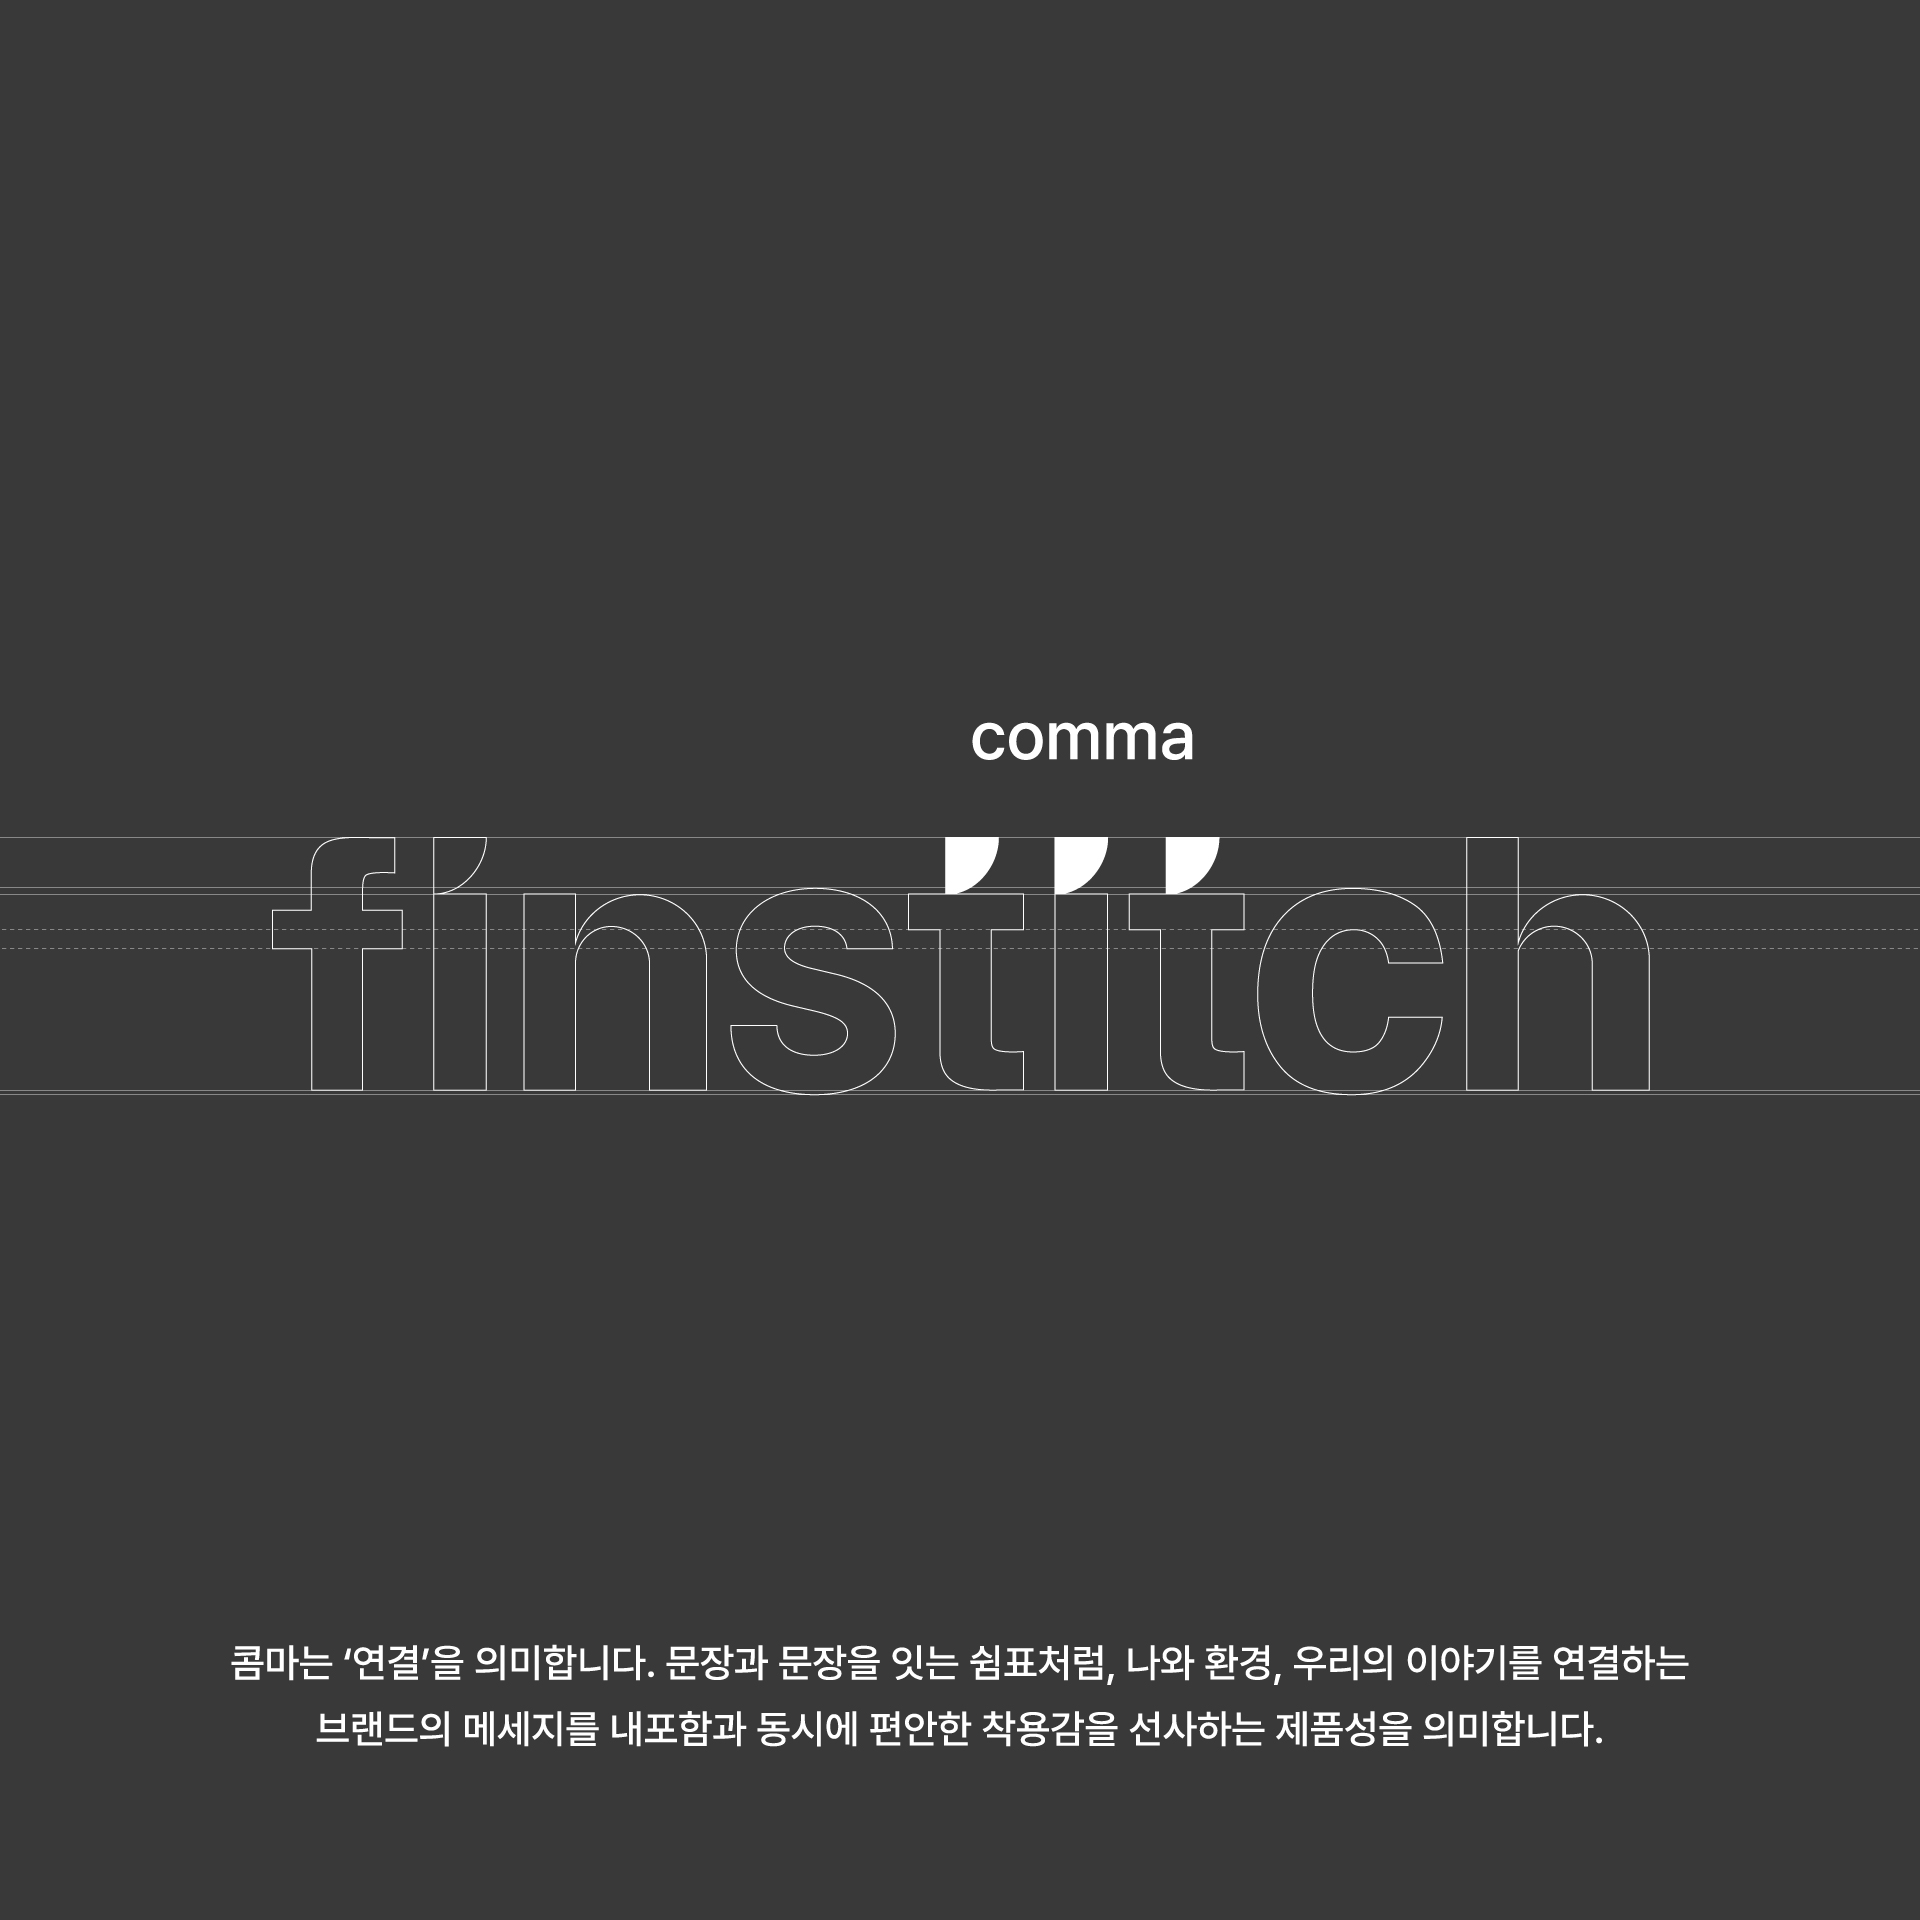 comma
finstitch
콤마는 ‘연결’을 의미합니다. 문장과 문장을 잇는 쉼표처럼, 나와 환경, 우리의 이야기를 연결하는
브랜드의 메세지를 내포함과 동시에 편안한 착용감을 선사하는 제품성을 의미합니다.